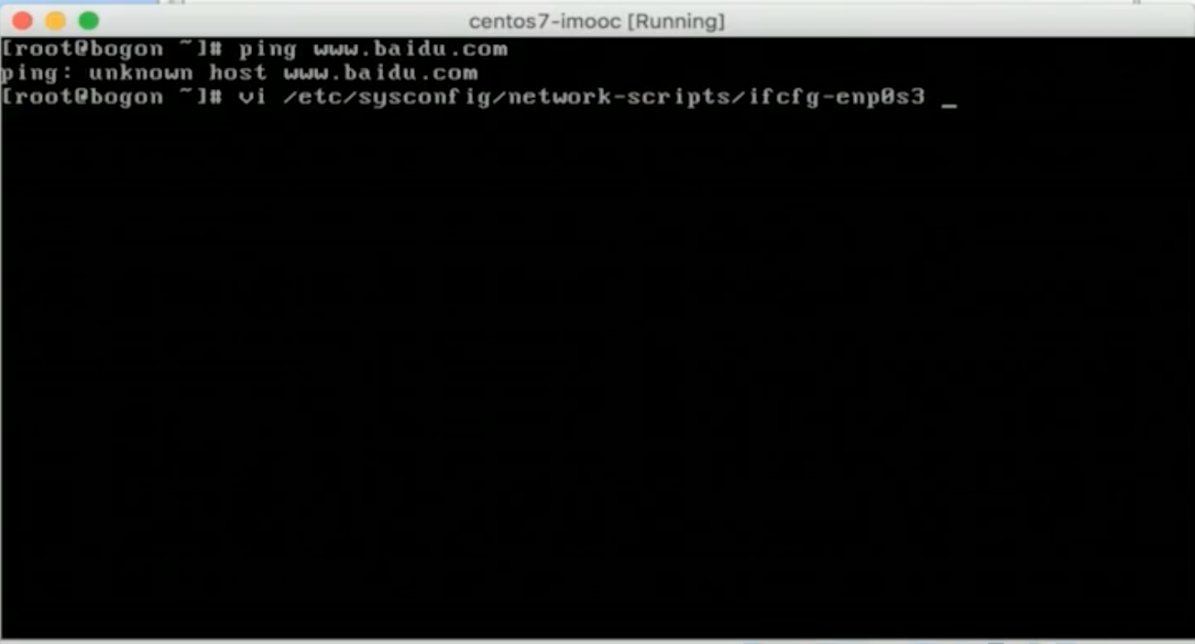 centos7-imooc [Running]
[root@bogon ~]# ping www.baidu.com
ping: unknown host www.baidu.com
[root@bogon ~]# vi /etc/sysconfig/network-scripts/ifcfg-enp0s3 _